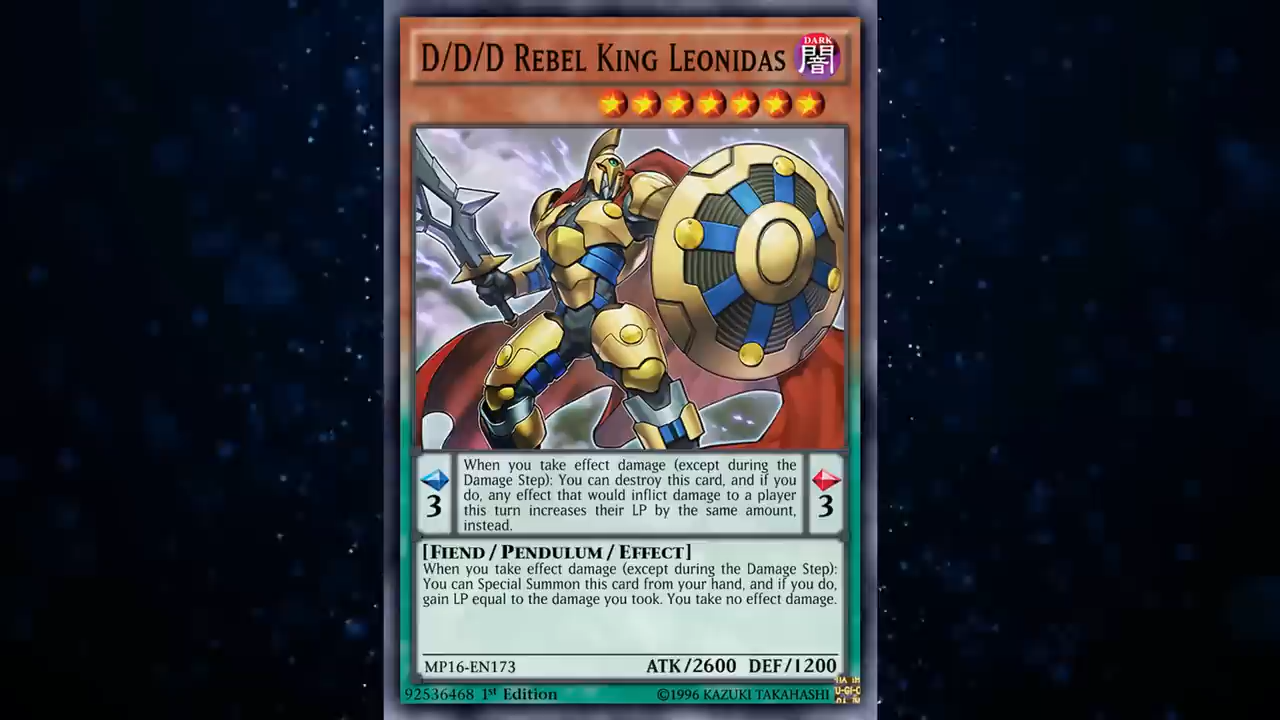 D/D/D REBEL KING LEONIDAS
DARK
闇
When you take effect damage (except during the
Damage Step): You can destroy this card, and if you
do, any effect that would inflict damage to a player
this turn increases their LP by the same amount,
instead.
3
3
[FIEND / PENDULUM / EFFECT]
When you take effect damage (except during the Damage Step):
You can Special Summon this card from your hand, and if you do,
gain LP equal to the damage you took. You take no effect damage.
MP16-EN173
ATK/2600 DEF/1200
92536468 1st Edition
©1996 KAZUKI TAKAHASHI